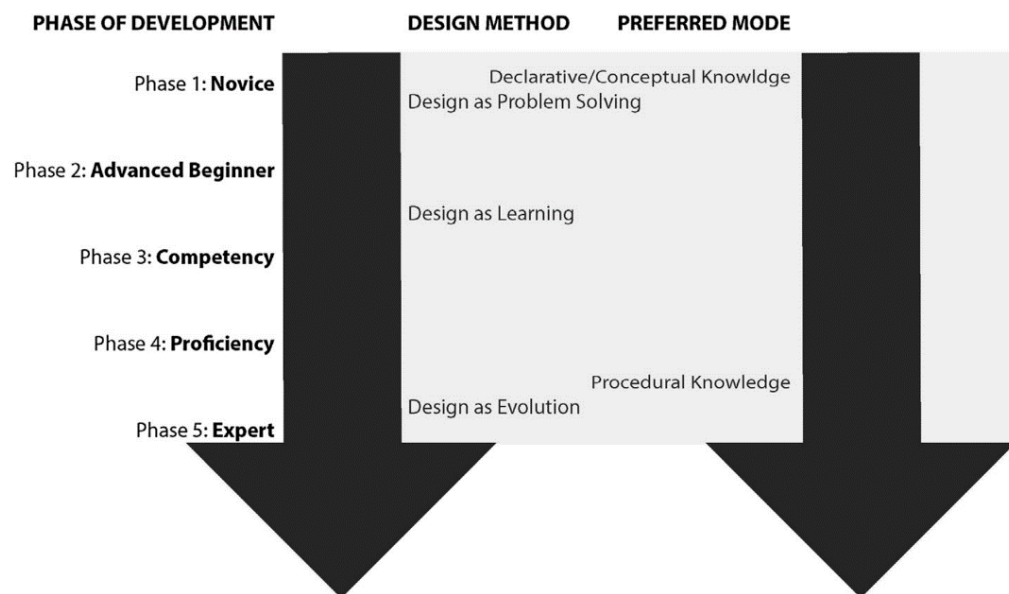 PHASE OF DEVELOPMENT DESIGN METHOD PREFERRED MODE
Declarative/Conceptual Knowldge
Phase 1: Novice
Design as Problem Solving
Phase 2: Advanced Beginner
Design as Learning
Phase 3: Competency
Phase 4: Proficiency
Procedural Knowledge
Design as Evolution
Phase 5: Expert